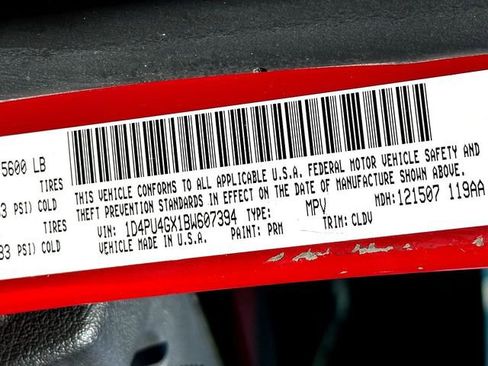 5600 LB
TIRES
3 PSI) COLD
TIRES
33 PSI) COLD
THIS VEHICLE CONFORMS TO ALL APPLICABLE U.S.A. FEDERAL MOTOR VEHICLE SAFETY AND
THEFT PREVENTION STANDARDS IN EFFECT ON THE DATE OF MANUFACTURE SHOWN ABOVE.
VIN: 1D4PU4GX1BW607394 TYPE: MPV MDH: 121507 119AA
VEHICLE MADE IN U.S.A. PAINT: PRM TRIM: CLDV